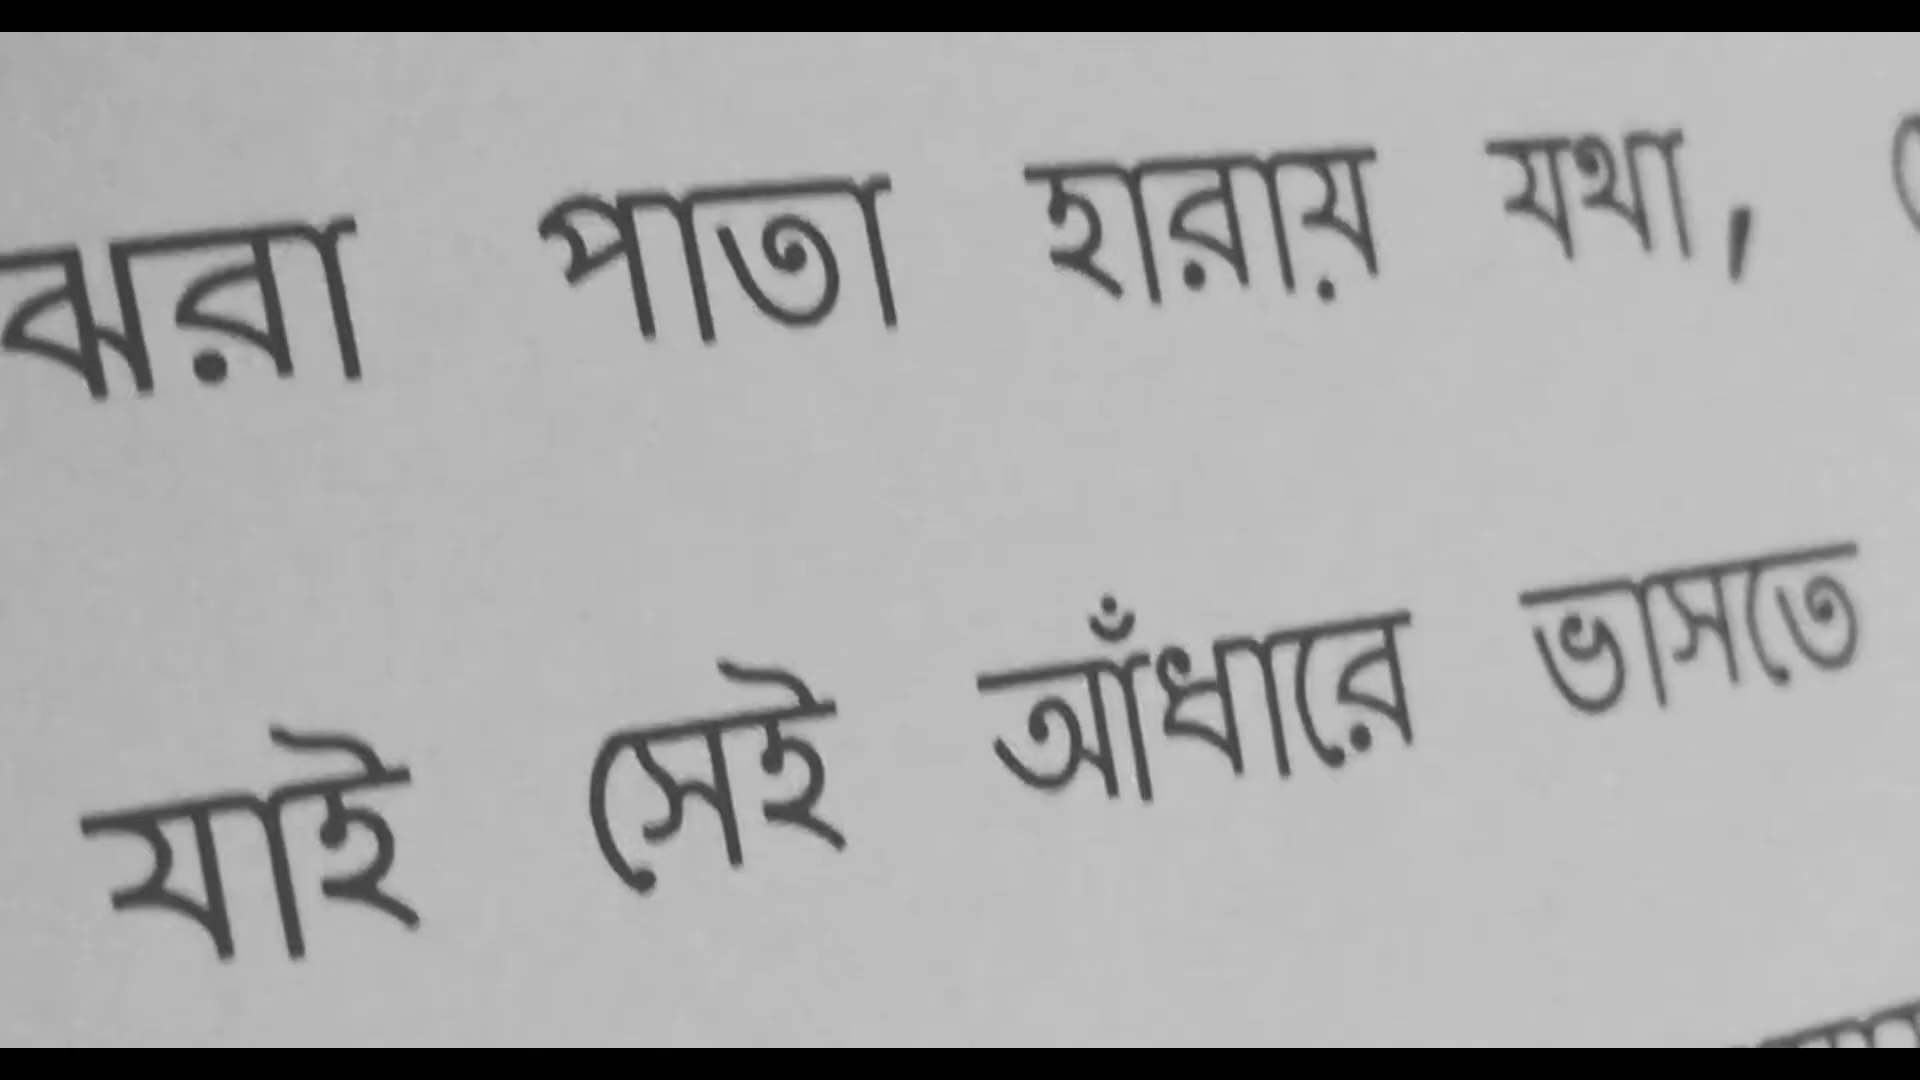 ঝরা পাতা হারায় যথা,
যাই সেই আঁধারে ভাসতে